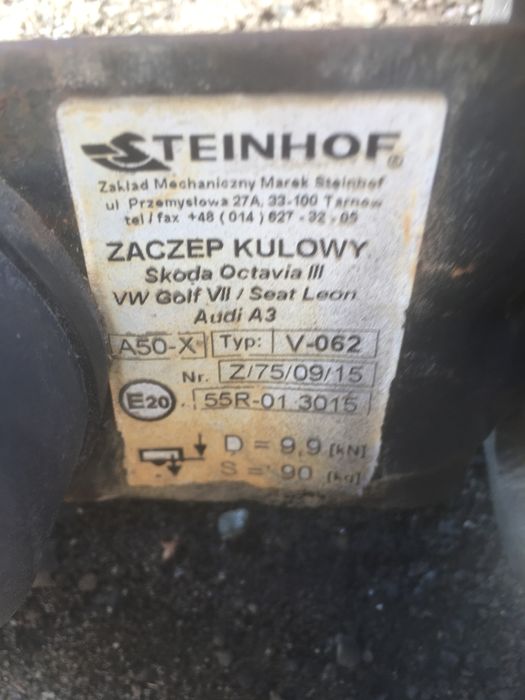 STEINHOF®
Zakład Mechaniczny Marek Steinhof
ul Przemysłowa 27A, 33-100 Tarnów
tel / fax +48 ( 014 ) 627 - 32 - 05
ZACZEP KULOWY
Skoda Octavia III
VW Golf VII / Seat Leon
Audi A3
A50-X Typ: V-062
Nr. Z/75/09/15
E20 . 55R-01 3015
D = 9,9 [kN]
S = 90 [kg]